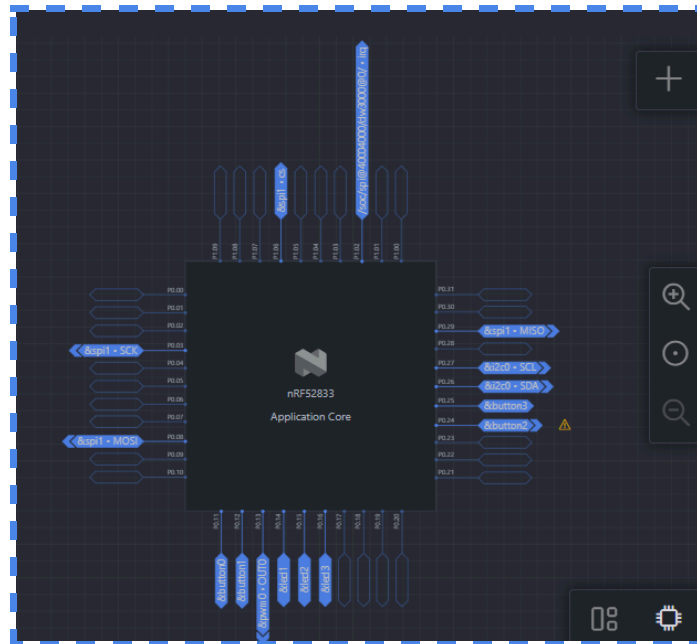 /soc/spi@40004000/dw3000@0/ • irq
&spi1 • cs
P1.09
P1.08
P1.07
P1.06
P1.05
P1.04
P1.03
P1.02
P1.01
P1.00
P0.00
P0.01
P0.02
&spi1 • SCK P0.03
P0.04
P0.05
P0.06
P0.07
&spi1 • MOSI P0.08
P0.09
P0.10
nRF52833
Application Core
P0.31
P0.30
P0.29 &spi1 • MISO
P0.28
P0.27 &i2c0 • SCL
P0.26 &i2c0 • SDA
P0.25 &button3
P0.24 &button2
P0.23
P0.22
P0.21
P0.11
P0.12
P0.13
P0.14
P0.15
P0.16
P0.17
P0.18
P0.19
P0.20
&button0
&button1
&pwm0 • OUT0
&led1
&led2
&led3